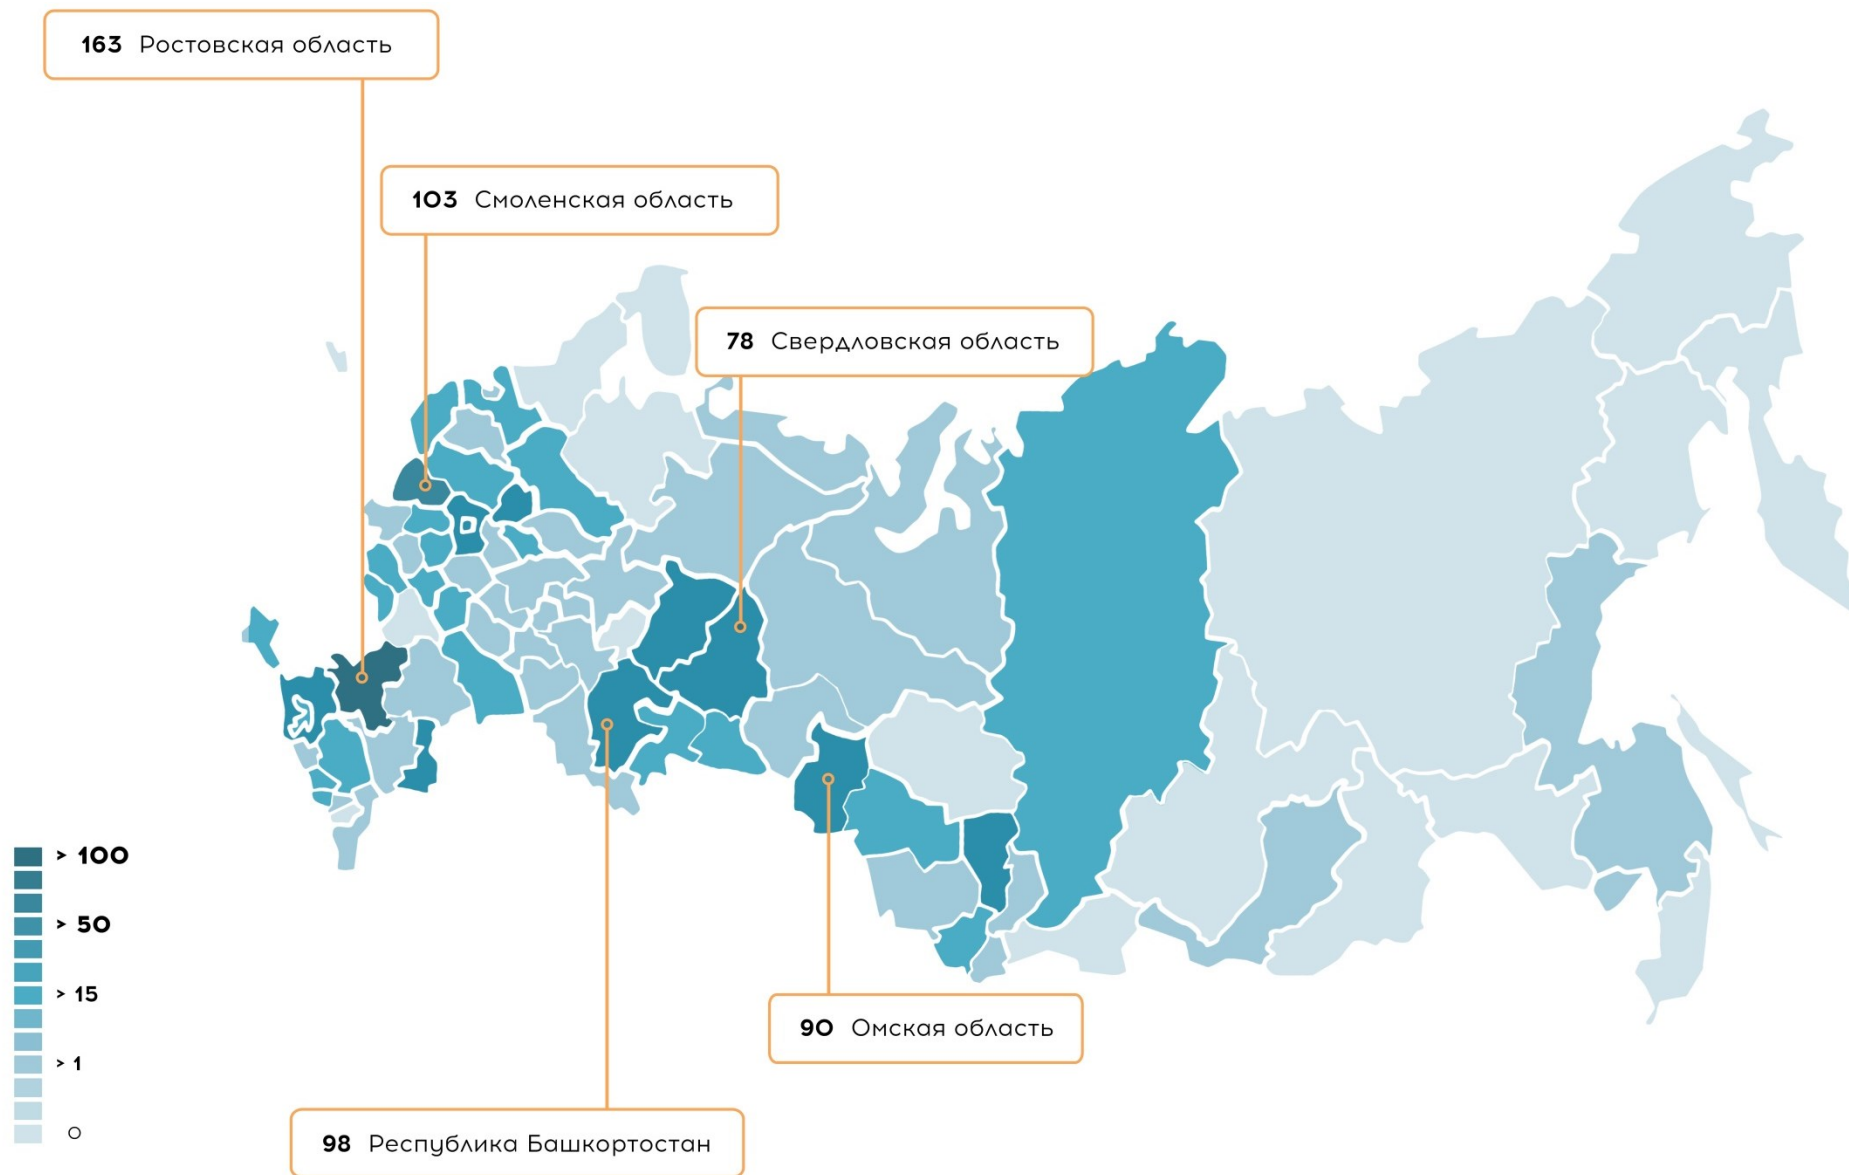 163 Ростовская область
103 Смоленская область
78 Свердловская область
> 100
> 50
> 15
> 1
0
90 Омская область
98 Республика Башкортостан